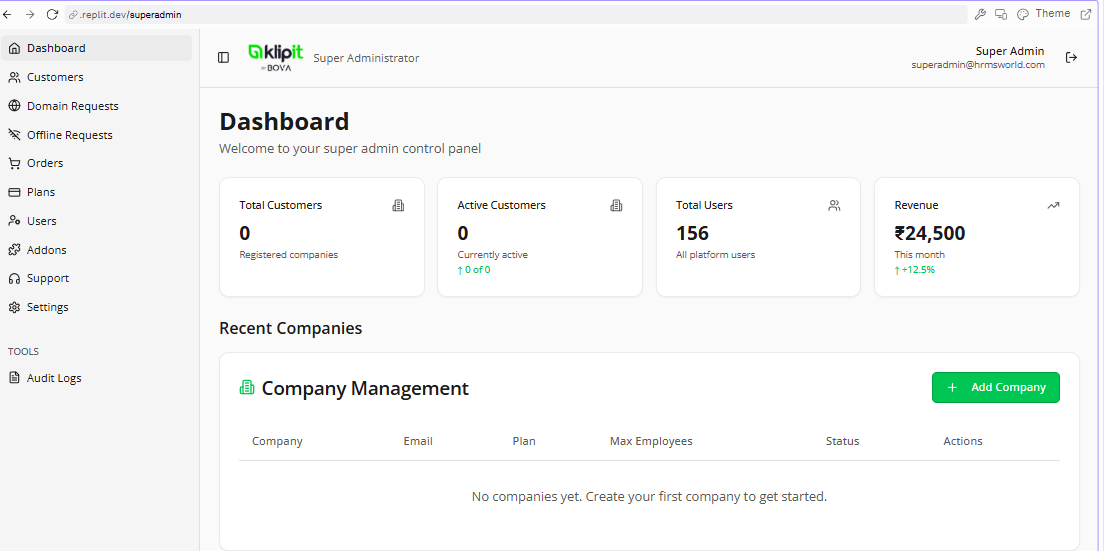 .replit.dev/superadmin
Theme
Dashboard
Customers
Domain Requests
Offline Requests
Orders
Plans
Users
Addons
Support
Settings
TOOLS
Audit Logs
klipit
by BOVA
Super Administrator
Super Admin
superadmin@hrmsworld.com
Dashboard
Welcome to your super admin control panel
Total Customers
0
Registered companies
Active Customers
0
Currently active
↑ 0 of 0
Total Users
156
All platform users
Revenue
₹24,500
This month
↑ +12.5%
Recent Companies
Company Management
+ Add Company
Company Email Plan Max Employees Status Actions
No companies yet. Create your first company to get started.